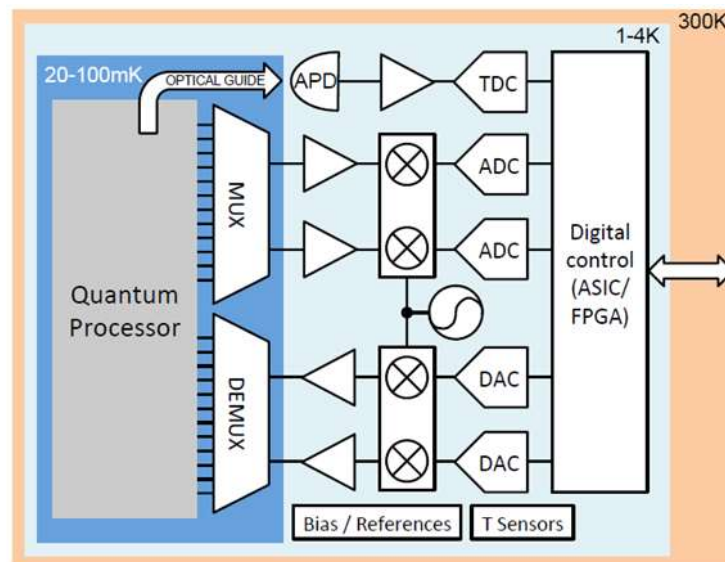 300K
1-4K
20-100mK
OPTICAL GUIDE
APD
TDC
MUX
ADC
ADC
Quantum
Processor
Digital
control
(ASIC/
FPGA)
DEMUX
DAC
DAC
Bias / References
T Sensors